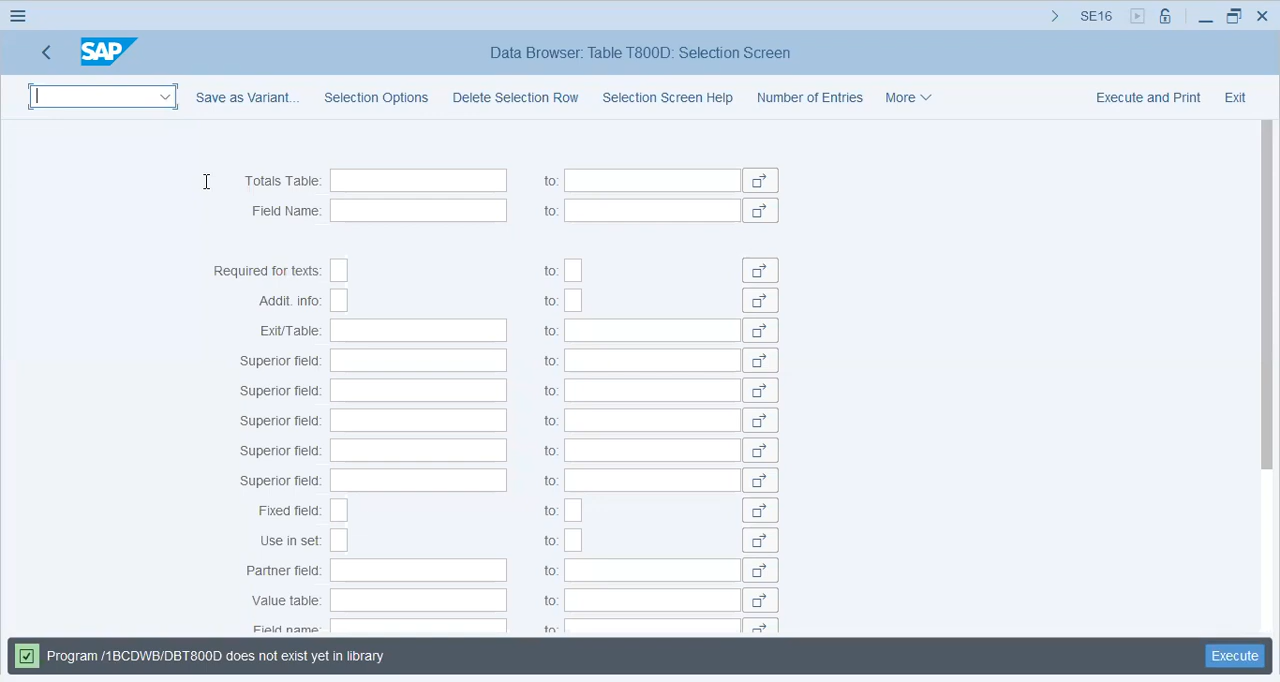 SE16
SAP
Data Browser: Table T800D: Selection Screen
Save as Variant... Selection Options Delete Selection Row Selection Screen Help Number of Entries More Execute and Print Exit
Totals Table: to:
Field Name: to:
Required for texts: to:
Addit. info: to:
Exit/Table: to:
Superior field: to:
Superior field: to:
Superior field: to:
Superior field: to:
Superior field: to:
Fixed field: to:
Use in set: to:
Partner field: to:
Value table: to:
Field name: to:
Program /1BCDWB/DBT800D does not exist yet in library Execute